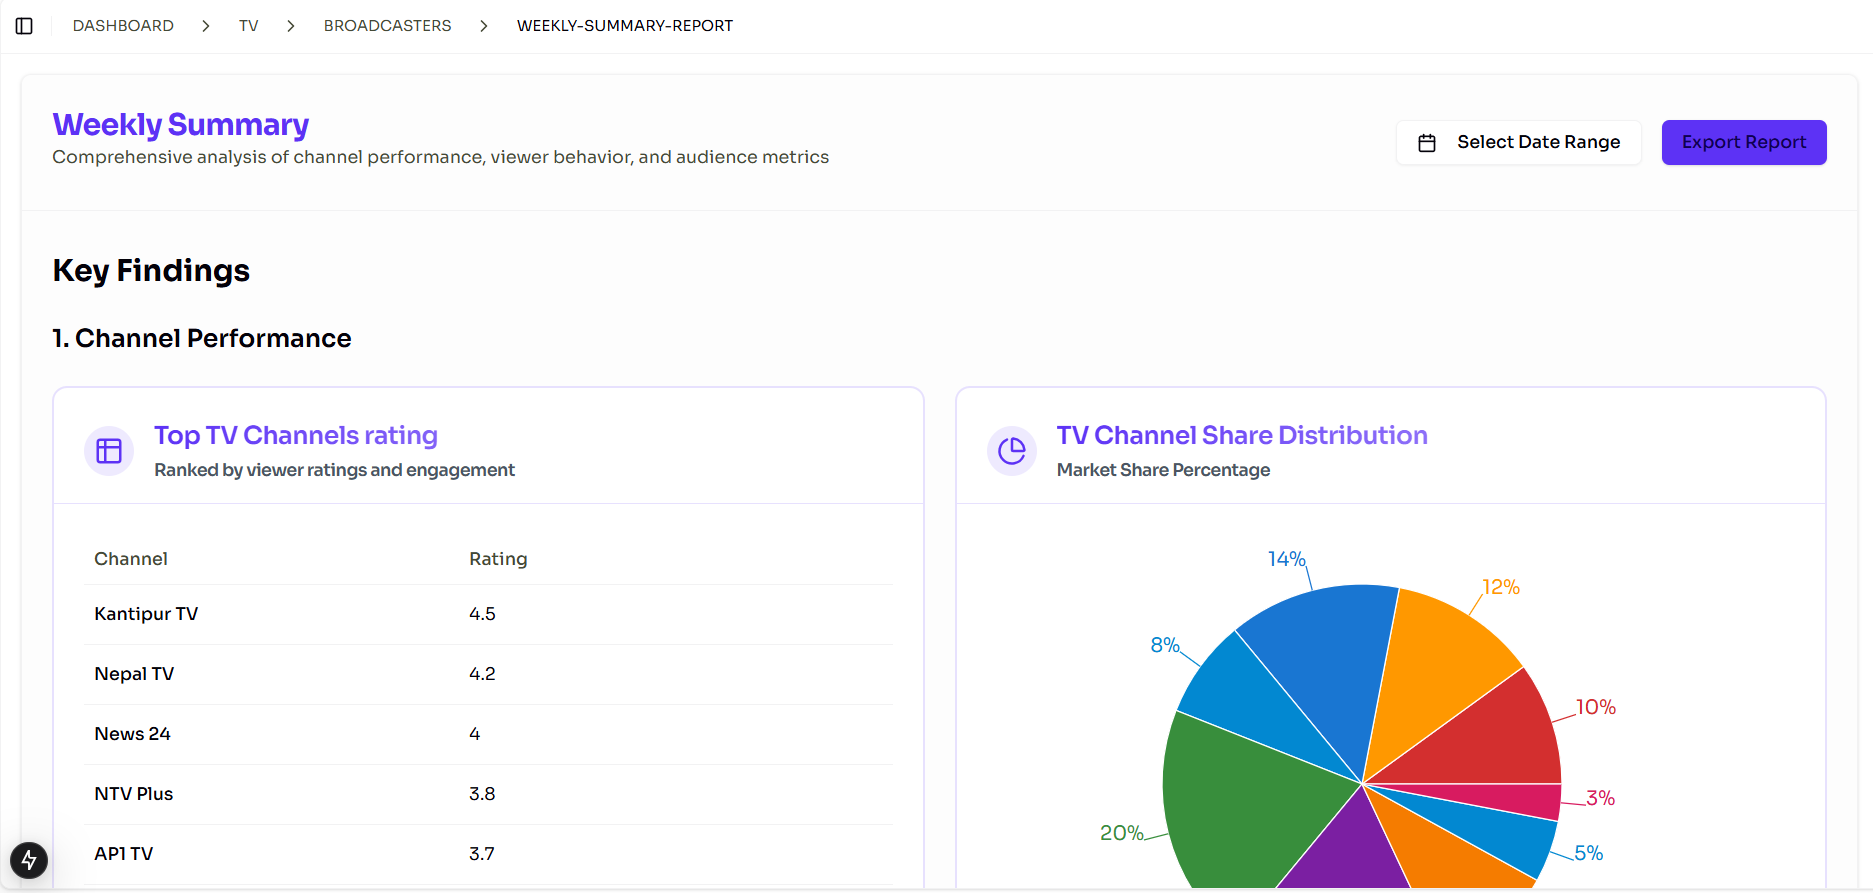 DASHBOARD > TV > BROADCASTERS > WEEKLY-SUMMARY-REPORT
Weekly Summary
Comprehensive analysis of channel performance, viewer behavior, and audience metrics
Select Date Range
Export Report
Key Findings
1. Channel Performance
Top TV Channels rating
Ranked by viewer ratings and engagement
Channel Rating
Kantipur TV 4.5
Nepal TV 4.2
News 24 4
NTV Plus 3.8
AP1 TV 3.7
TV Channel Share Distribution
Market Share Percentage
14%
12%
8%
10%
3%
20%
5%